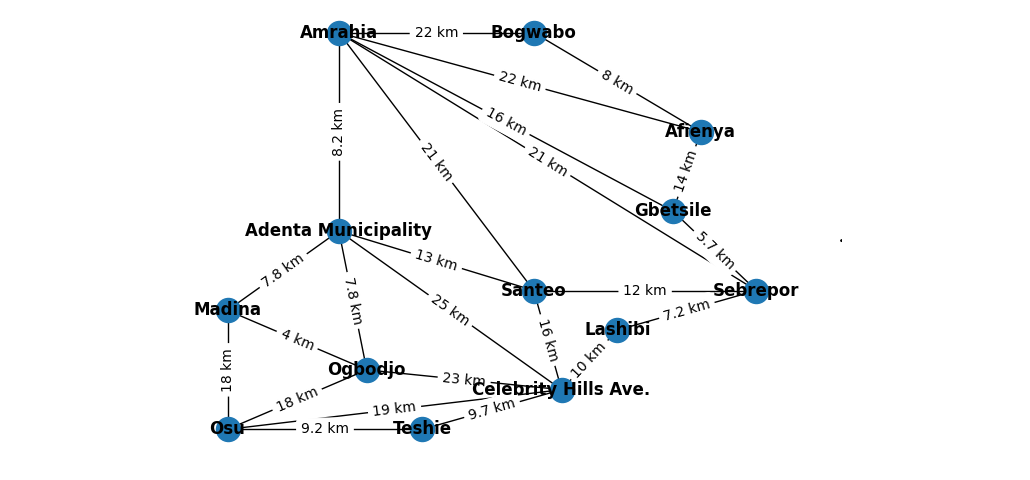 Amrahia
22 km
Bogwabo
22 km
8 km
8.2 km
16 km
Afienya
21 km
21 km
14 km
Gbetsile
Adenta Municipality
5.7 km
7.8 km
13 km
Madina
7.8 km
25 km
Santeo
12 km
Sebrepor
7.2 km
Lashibi
4 km
16 km
18 km
Ogbodjo
23 km
10 km
Celebrity Hills Ave.
18 km
19 km
9.7 km
Osu
9.2 km
Teshie